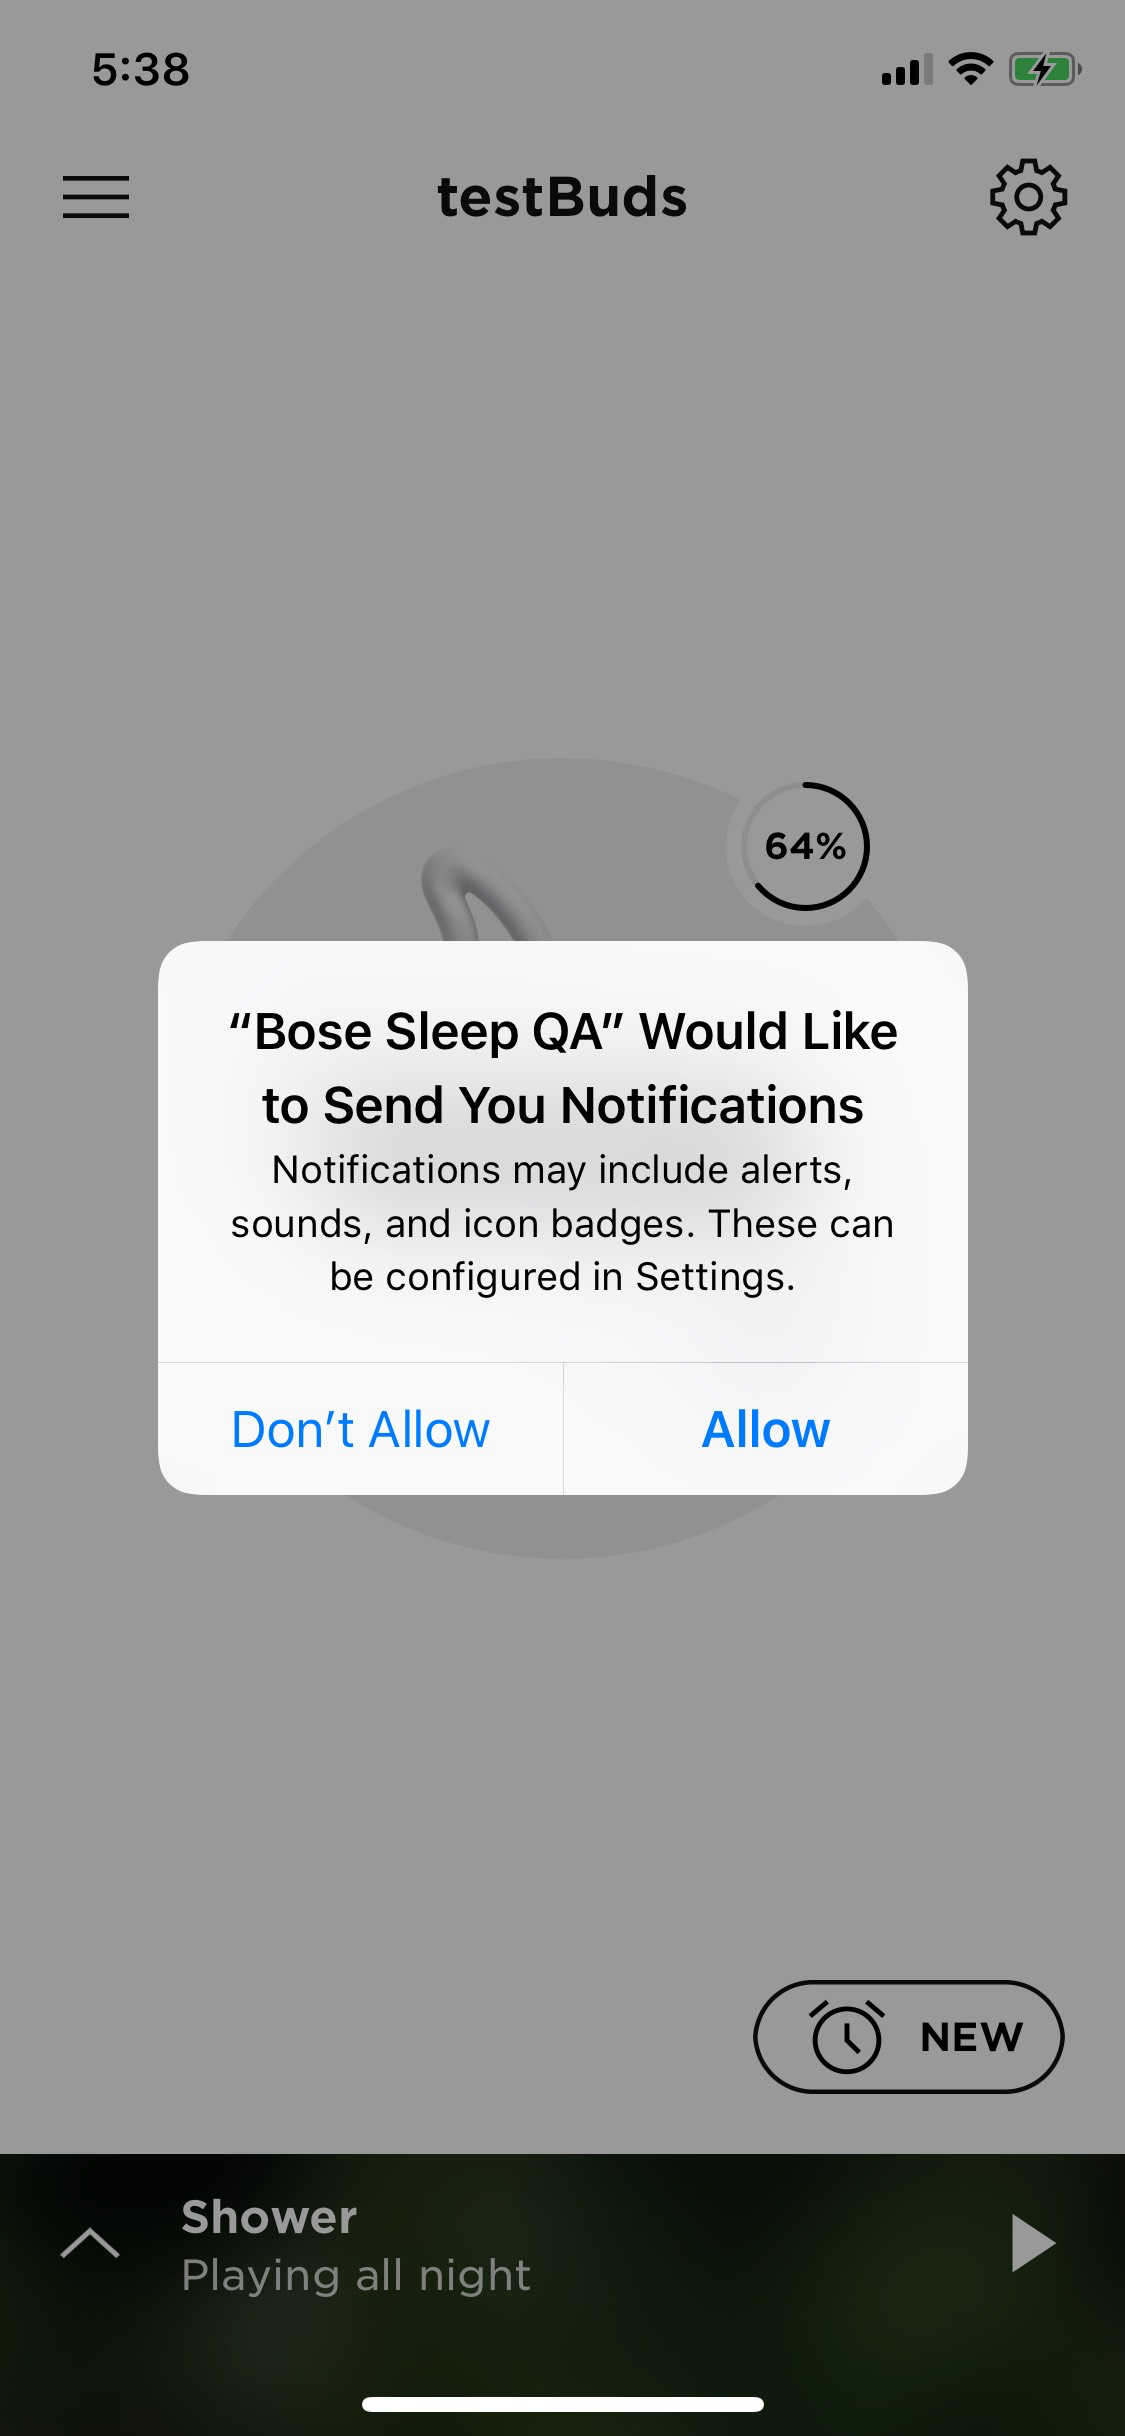 5:38
testBuds
64%
“Bose Sleep QA” Would Like
to Send You Notifications
Notifications may include alerts,
sounds, and icon badges. These can
be configured in Settings.
Don’t Allow
Allow
NEW
Shower
Playing all night